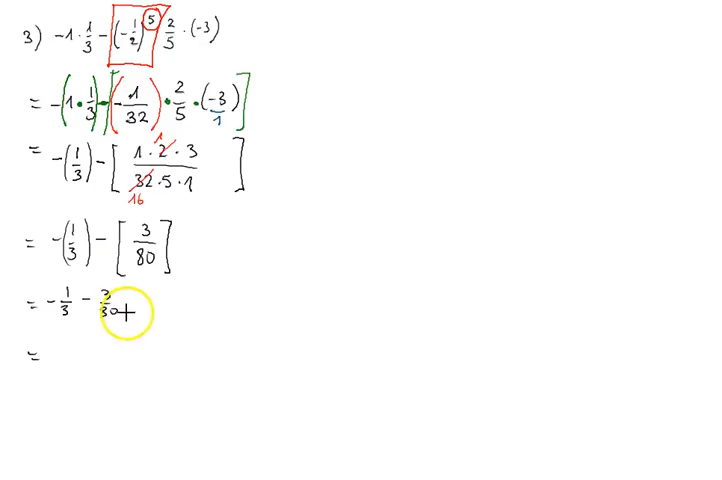 3) -1 · 1/3 - (-1/2)^5 · 2/5 · (-3)
= -(1 · 1/3) - [(-1/32) · 2/5 · (-3/1)]
= -(1/3) - [1 · 2 · 3 / 32 · 5 · 1] 1 16
= -(1/3) - [3/80]
= -1/3 - 3/80
=